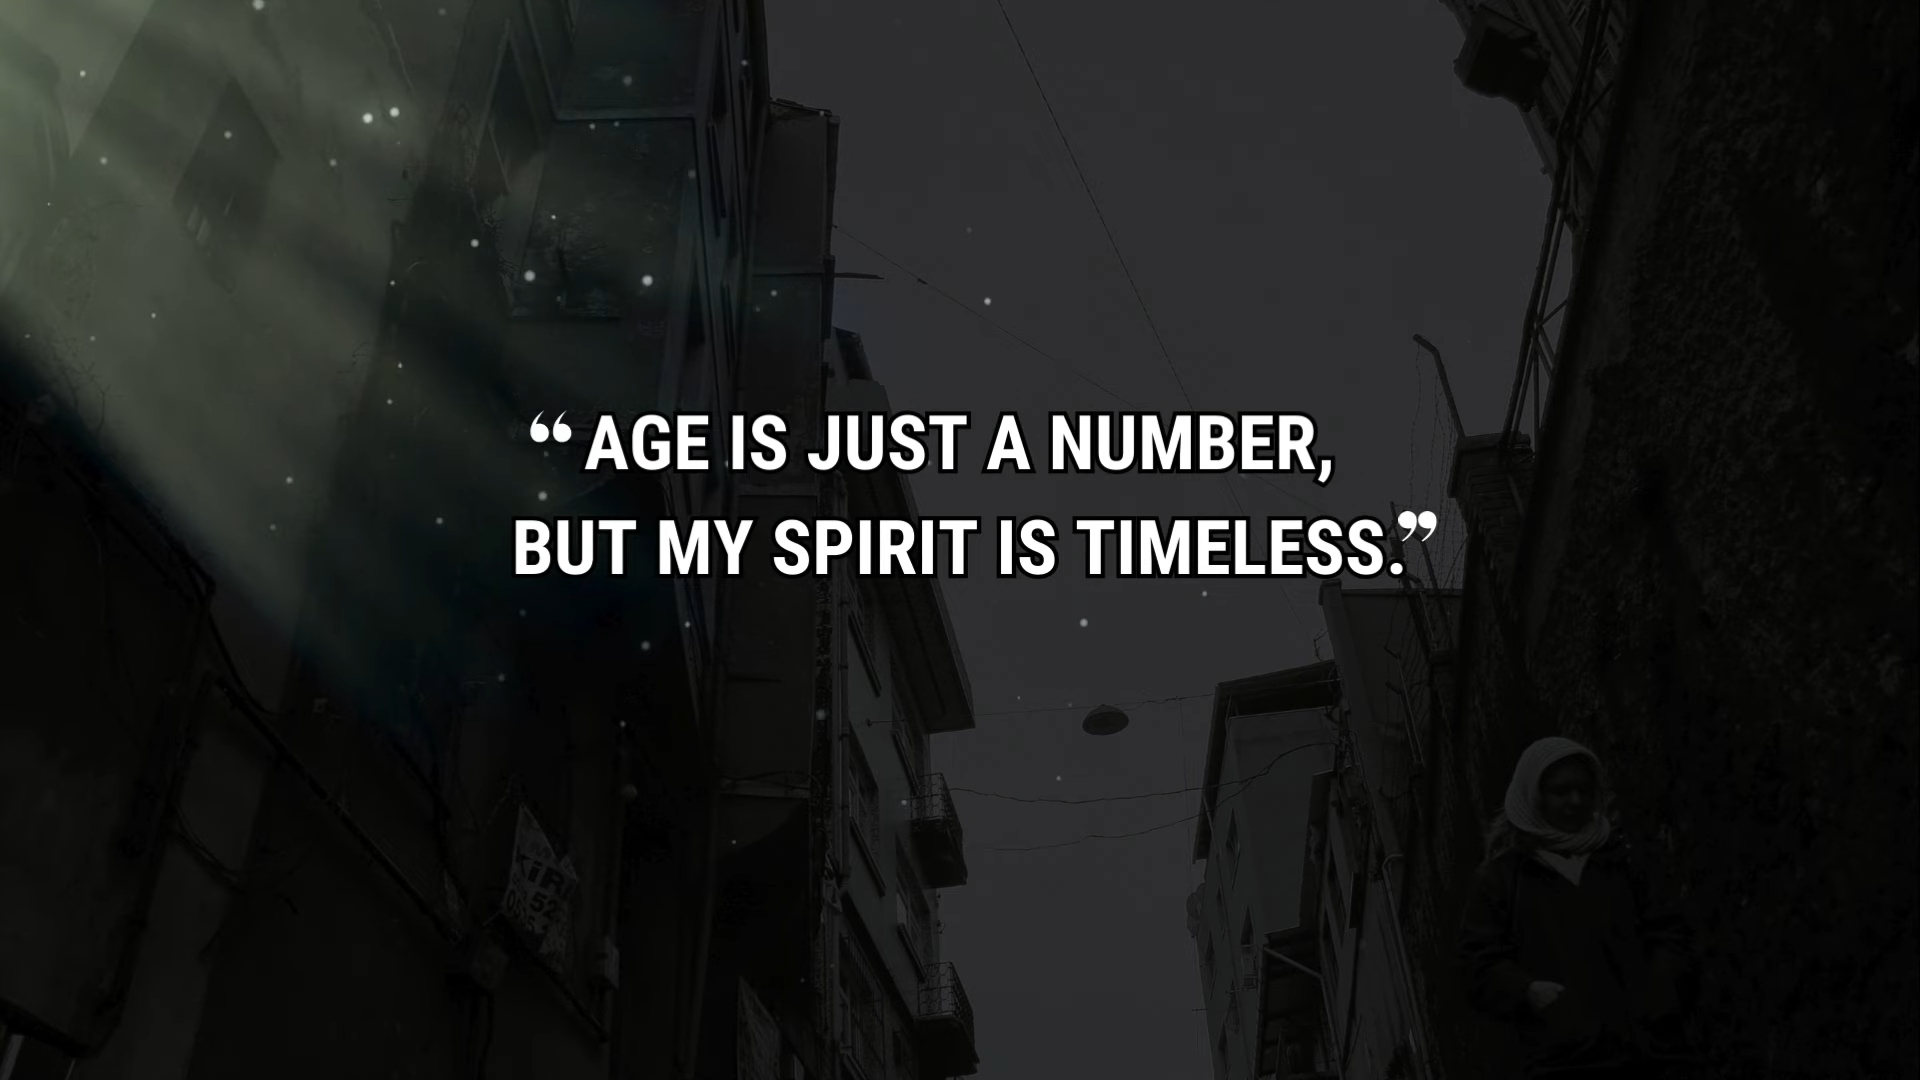 “AGE IS JUST A NUMBER,
BUT MY SPIRIT IS TIMELESS.”